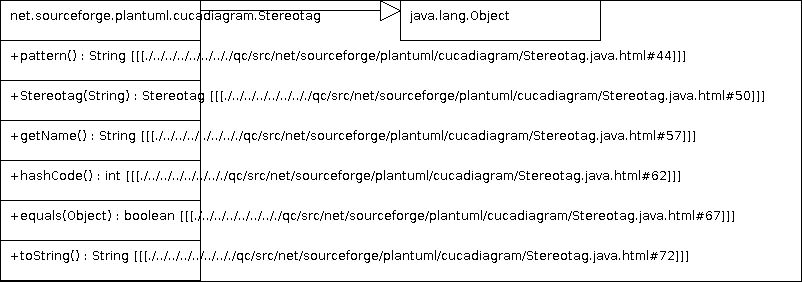 net.sourceforge.plantuml.cucadiagram.Stereotag
java.lang.Object
+pattern() : String [[[./../../../../../../../qc/src/net/sourceforge/plantuml/cucadiagram/Stereotag.java.html#44]]]
+Stereotag(String) : Stereotag [[[./../../../../../../../qc/src/net/sourceforge/plantuml/cucadiagram/Stereotag.java.html#50]]]
+getName() : String [[[./../../../../../../../qc/src/net/sourceforge/plantuml/cucadiagram/Stereotag.java.html#57]]]
+hashCode() : int [[[./../../../../../../../qc/src/net/sourceforge/plantuml/cucadiagram/Stereotag.java.html#62]]]
+equals(Object) : boolean [[[./../../../../../../../qc/src/net/sourceforge/plantuml/cucadiagram/Stereotag.java.html#67]]]
+toString() : String [[[./../../../../../../../qc/src/net/sourceforge/plantuml/cucadiagram/Stereotag.java.html#72]]]